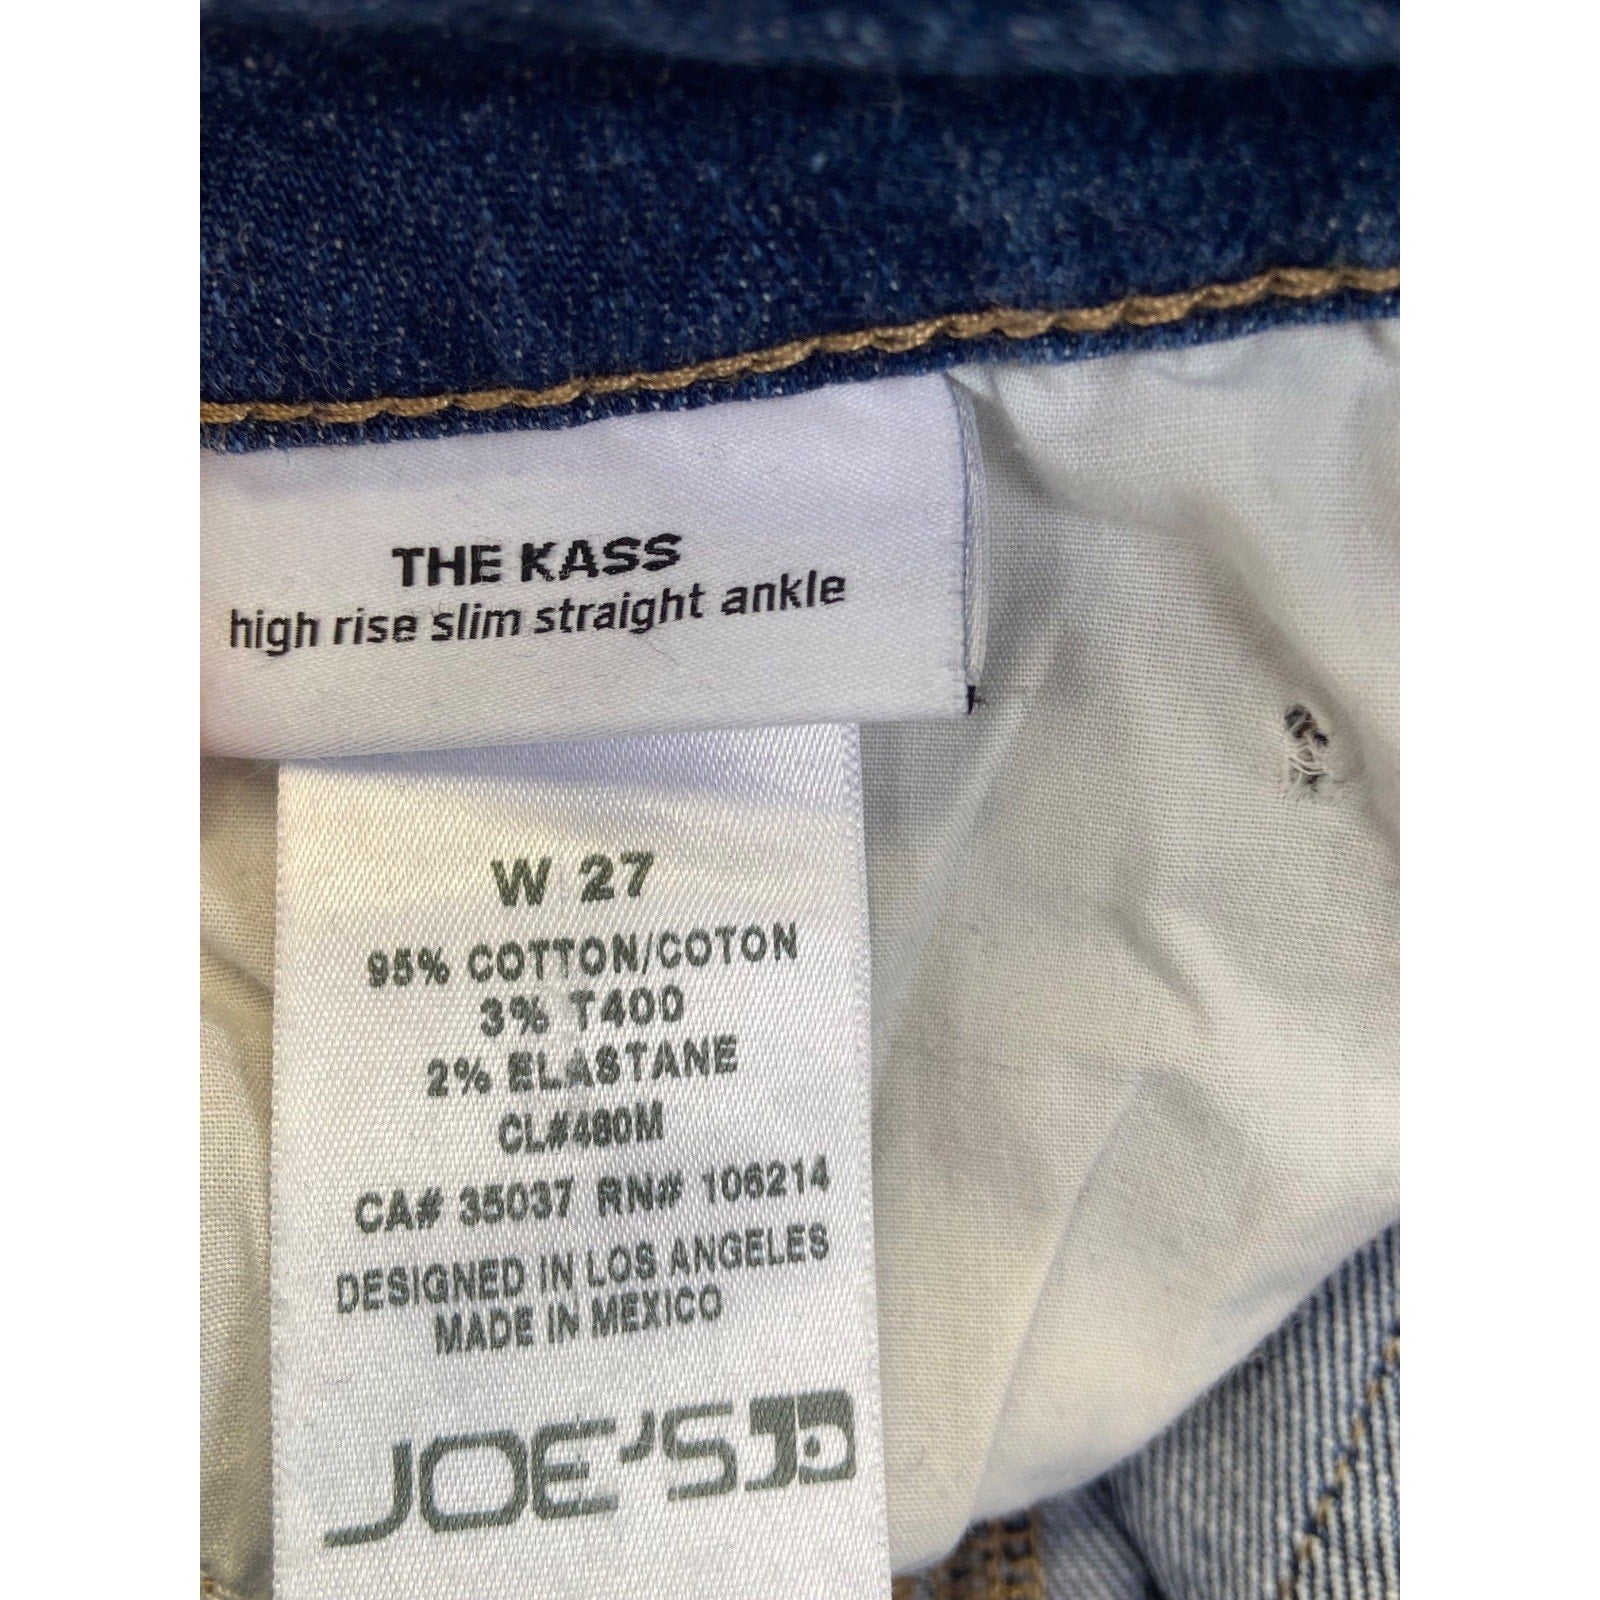 THE KASS
high rise slim straight ankle
W 27
95% COTTON/COTON
3% T400
2% ELASTANE
CL#480M
CA# 35037 RN# 106214
DESIGNED IN LOS ANGELES
MADE IN MEXICO
JOE'S